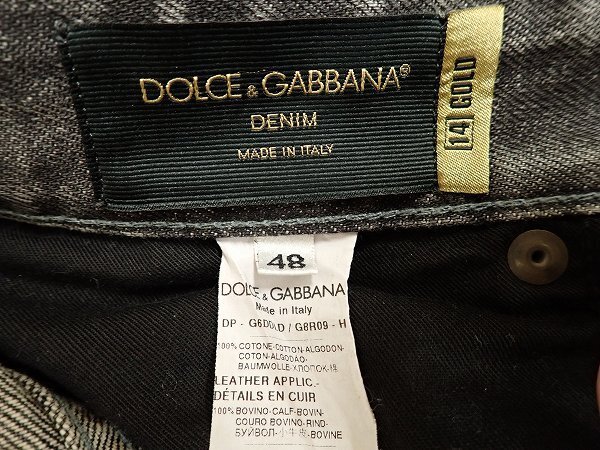 DOLCE & GABBANA®
DENIM
MADE IN ITALY
14 GOLD
48
DOLCE & GABBANA
Made in Italy
DP - G6DDLD / G8R09 - H
100% COTONE-COTTON-ALGODON-
COTON-ALGODAO-
BAUMWOLLE-ХЛОПОК-棉
LEATHER APPLIC.-
DÉTAILS EN CUIR
100% BOVINO-CALF-BOVIN-
COURO BOVINO-RIND-
БУЙВОЛ-小牛皮-BOVINE